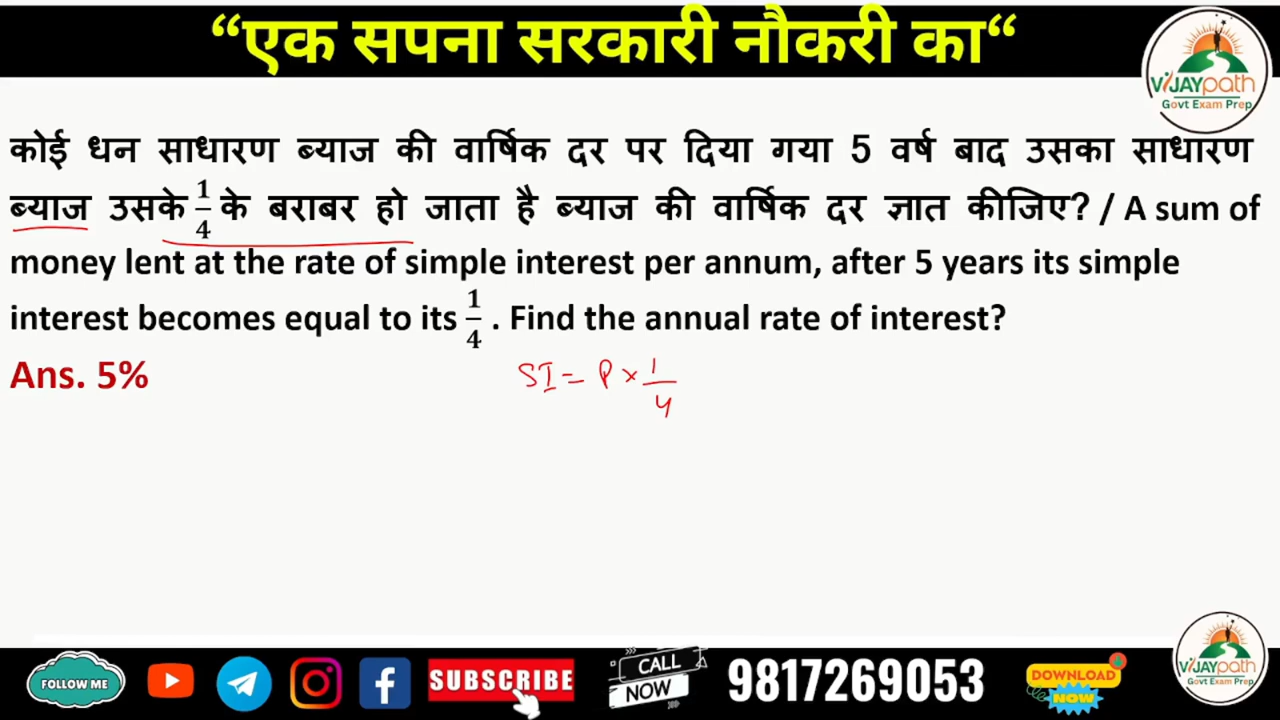 “एक सपना सरकारी नौकरी का“
VIJAYpath
Govt Exam Prep
कोई धन साधारण ब्याज की वार्षिक दर पर दिया गया 5 वर्ष बाद उसका साधारण
ब्याज उसके 1/4 के बराबर हो जाता है ब्याज की वार्षिक दर ज्ञात कीजिए? / A sum of
money lent at the rate of simple interest per annum, after 5 years its simple
interest becomes equal to its 1/4 . Find the annual rate of interest?
Ans. 5%
SI = P × 1/4
VIJAYpath
Govt Exam Prep
FOLLOW ME
SUBSCRIBE
CALL
NOW
9817269053
DOWNLOAD
NOW